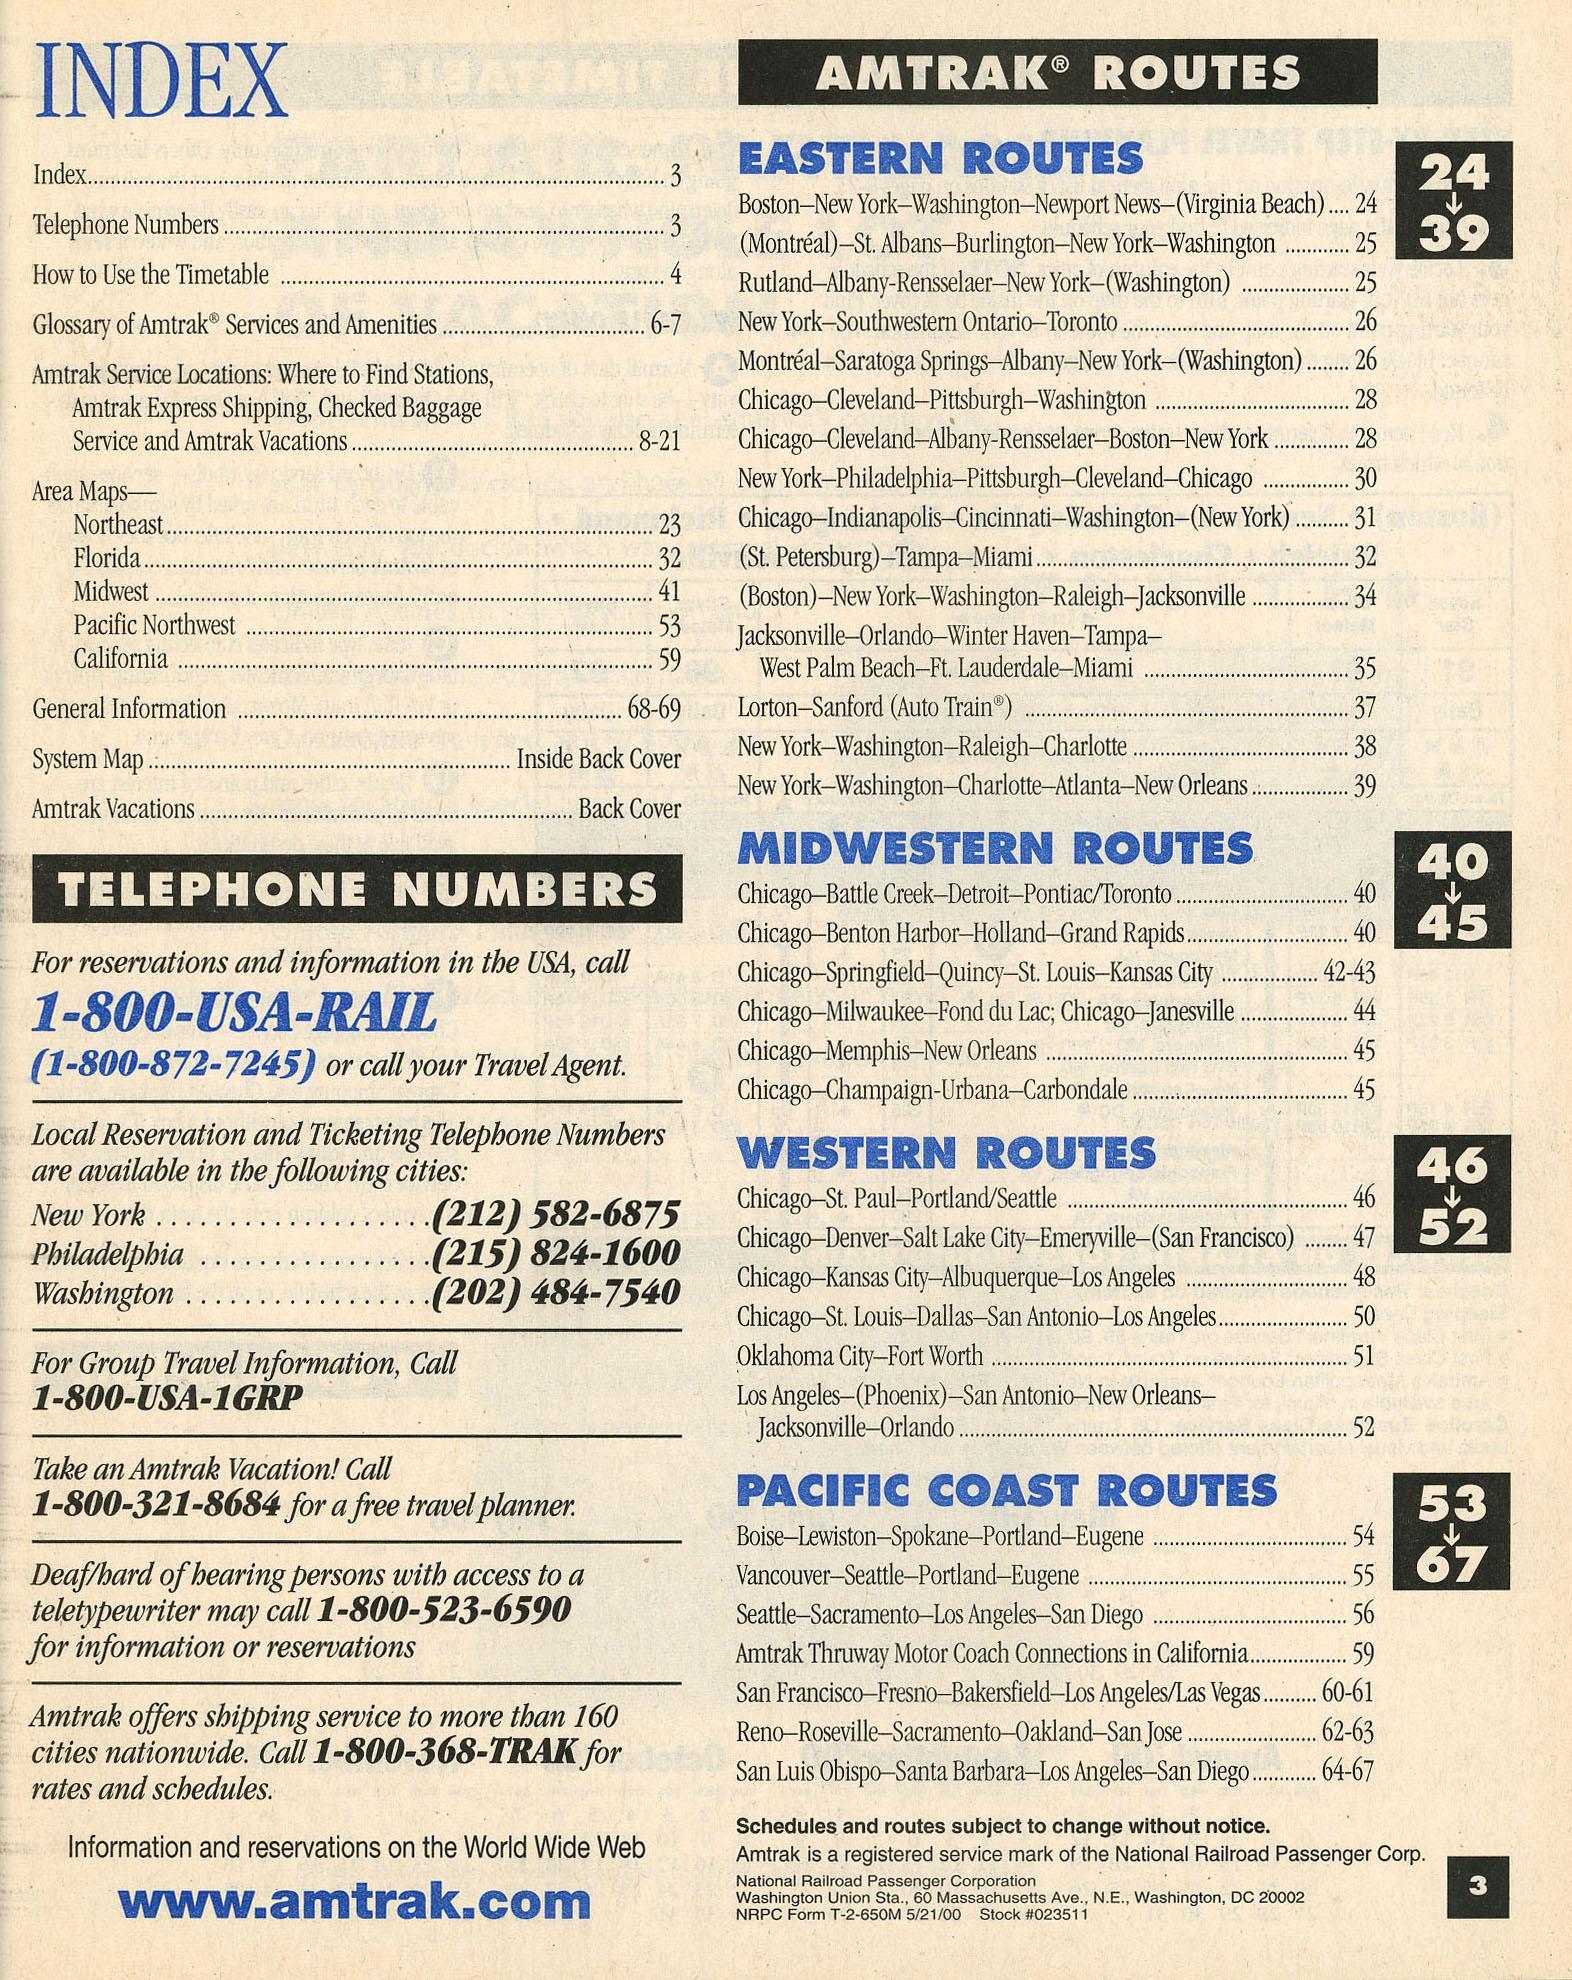 INDEX
Index 3
Telephone Numbers 3
How to Use the Timetable 4
Glossary of Amtrak® Services and Amenities 6-7
Amtrak Service Locations: Where to Find Stations,
Amtrak Express Shipping, Checked Baggage
Service and Amtrak Vacations 8-21
Area Maps—
Northeast 23
Florida 32
Midwest 41
Pacific Northwest 53
California 59
General Information 68-69
System Map Inside Back Cover
Amtrak Vacations Back Cover
TELEPHONE NUMBERS
For reservations and information in the USA, call
1-800-USA-RAIL
(1-800-872-7245) or call your Travel Agent.
Local Reservation and Ticketing Telephone Numbers
are available in the following cities:
New York (212) 582-6875
Philadelphia (215) 824-1600
Washington (202) 484-7540
For Group Travel Information, Call
1-800-USA-1GRP
Take an Amtrak Vacation! Call
1-800-321-8684 for a free travel planner.
Deaf/hard of hearing persons with access to a
teletypewriter may call 1-800-523-6590
for information or reservations
Amtrak offers shipping service to more than 160
cities nationwide. Call 1-800-368-TRAK for
rates and schedules.
Information and reservations on the World Wide Web
www.amtrak.com
AMTRAK® ROUTES
EASTERN ROUTES
24
↓
39
Boston–New York–Washington–Newport News–(Virginia Beach) 24
(Montréal)–St. Albans–Burlington–New York–Washington 25
Rutland–Albany-Rensselaer–New York–(Washington) 25
New York–Southwestern Ontario–Toronto 26
Montréal–Saratoga Springs–Albany–New York–(Washington) 26
Chicago–Cleveland–Pittsburgh–Washington 28
Chicago–Cleveland–Albany-Rensselaer–Boston–New York 28
New York–Philadelphia–Pittsburgh–Cleveland–Chicago 30
Chicago–Indianapolis–Cincinnati–Washington–(New York) 31
(St. Petersburg)–Tampa–Miami 32
(Boston)–New York–Washington–Raleigh–Jacksonville 34
Jacksonville–Orlando–Winter Haven–Tampa–
West Palm Beach–Ft. Lauderdale–Miami 35
Lorton–Sanford (Auto Train®) 37
New York–Washington–Raleigh–Charlotte 38
New York–Washington–Charlotte–Atlanta–New Orleans 39
MIDWESTERN ROUTES
40
↓
45
Chicago–Battle Creek–Detroit–Pontiac/Toronto 40
Chicago–Benton Harbor–Holland–Grand Rapids 40
Chicago–Springfield–Quincy–St. Louis–Kansas City 42-43
Chicago–Milwaukee–Fond du Lac; Chicago–Janesville 44
Chicago–Memphis–New Orleans 45
Chicago–Champaign-Urbana–Carbondale 45
WESTERN ROUTES
46
↓
52
Chicago–St. Paul–Portland/Seattle 46
Chicago–Denver–Salt Lake City–Emeryville–(San Francisco) 47
Chicago–Kansas City–Albuquerque–Los Angeles 48
Chicago–St. Louis–Dallas–San Antonio–Los Angeles 50
Oklahoma City–Fort Worth 51
Los Angeles–(Phoenix)–San Antonio–New Orleans–
Jacksonville–Orlando 52
PACIFIC COAST ROUTES
53
↓
67
Boise–Lewiston–Spokane–Portland–Eugene 54
Vancouver–Seattle–Portland–Eugene 55
Seattle–Sacramento–Los Angeles–San Diego 56
Amtrak Thruway Motor Coach Connections in California 59
San Francisco–Fresno–Bakersfield–Los Angeles/Las Vegas 60-61
Reno–Roseville–Sacramento–Oakland–San Jose 62-63
San Luis Obispo–Santa Barbara–Los Angeles–San Diego 64-67
Schedules and routes subject to change without notice.
Amtrak is a registered service mark of the National Railroad Passenger Corp.
National Railroad Passenger Corporation
Washington Union Sta., 60 Massachusetts Ave., N.E., Washington, DC 20002
NRPC Form T-2-650M 5/21/00 Stock #023511
3